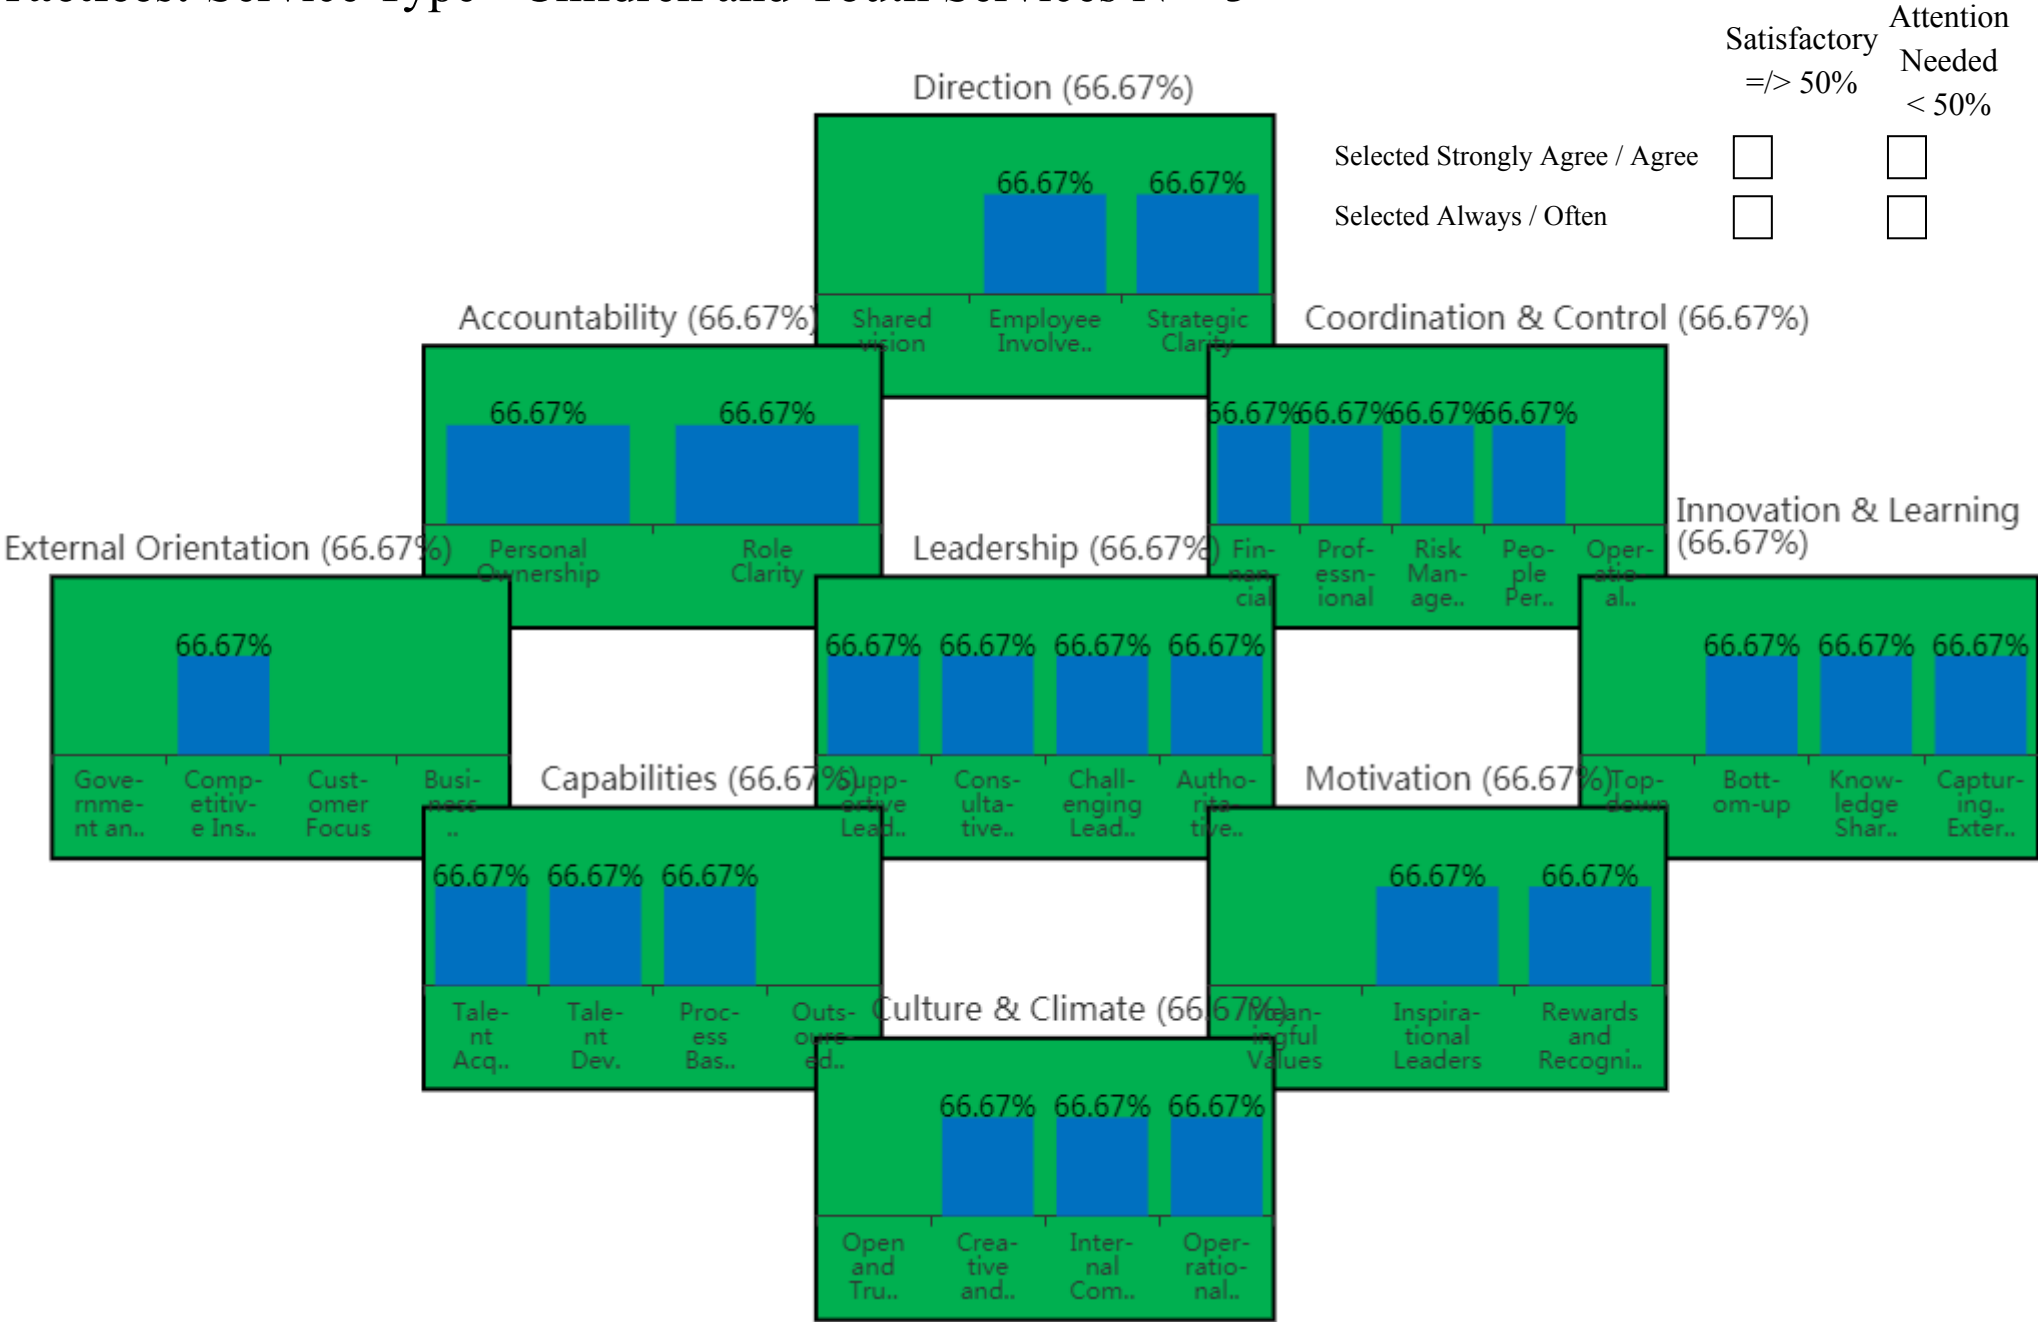 Satisfactory
=/> 50%
Attention
Needed
< 50%
Selected Strongly Agree / Agree
Selected Always / Often
Direction (66.67%)
66.67%
66.67%
Shared
vision
Employee
Involve..
Strategic
Clarity
Accountability (66.67%)
66.67%
66.67%
Personal
Ownership
Role
Clarity
Coordination & Control (66.67%)
66.67%
66.67%
66.67%
66.67%
Fin-
nan-
cial
Prof-
essn-
ional
Risk
Man-
age..
Peo-
ple
Per..
Oper-
atio-
al..
External Orientation (66.67%)
66.67%
Gove-
rnme-
nt an..
Comp-
etitiv-
e Ins..
Cust-
omer
Focus
Busi-
ness
..
Leadership (66.67%)
66.67%
66.67%
66.67%
66.67%
Supp-
ortive
Lead..
Cons-
ulta-
tive..
Chall-
enging
Lead..
Autho-
rita-
tive..
Innovation & Learning
(66.67%)
66.67%
66.67%
66.67%
Top-
down
Bott-
om-up
Know-
ledge
Shar..
Captur-
ing..
Exter..
Capabilities (66.67%)
66.67%
66.67%
66.67%
Tale-
nt
Acq..
Tale-
nt
Dev.
Proc-
ess
Bas..
Outs-
ourc-
ed..
Motivation (66.67%)
66.67%
66.67%
Mean-
ingful
Values
Inspira-
tional
Leaders
Rewards
and
Recogni..
Culture & Climate (66.67%)
66.67%
66.67%
66.67%
Open
and
Tru..
Crea-
tive
and..
Inter-
nal
Com..
Oper-
ratio-
nal..